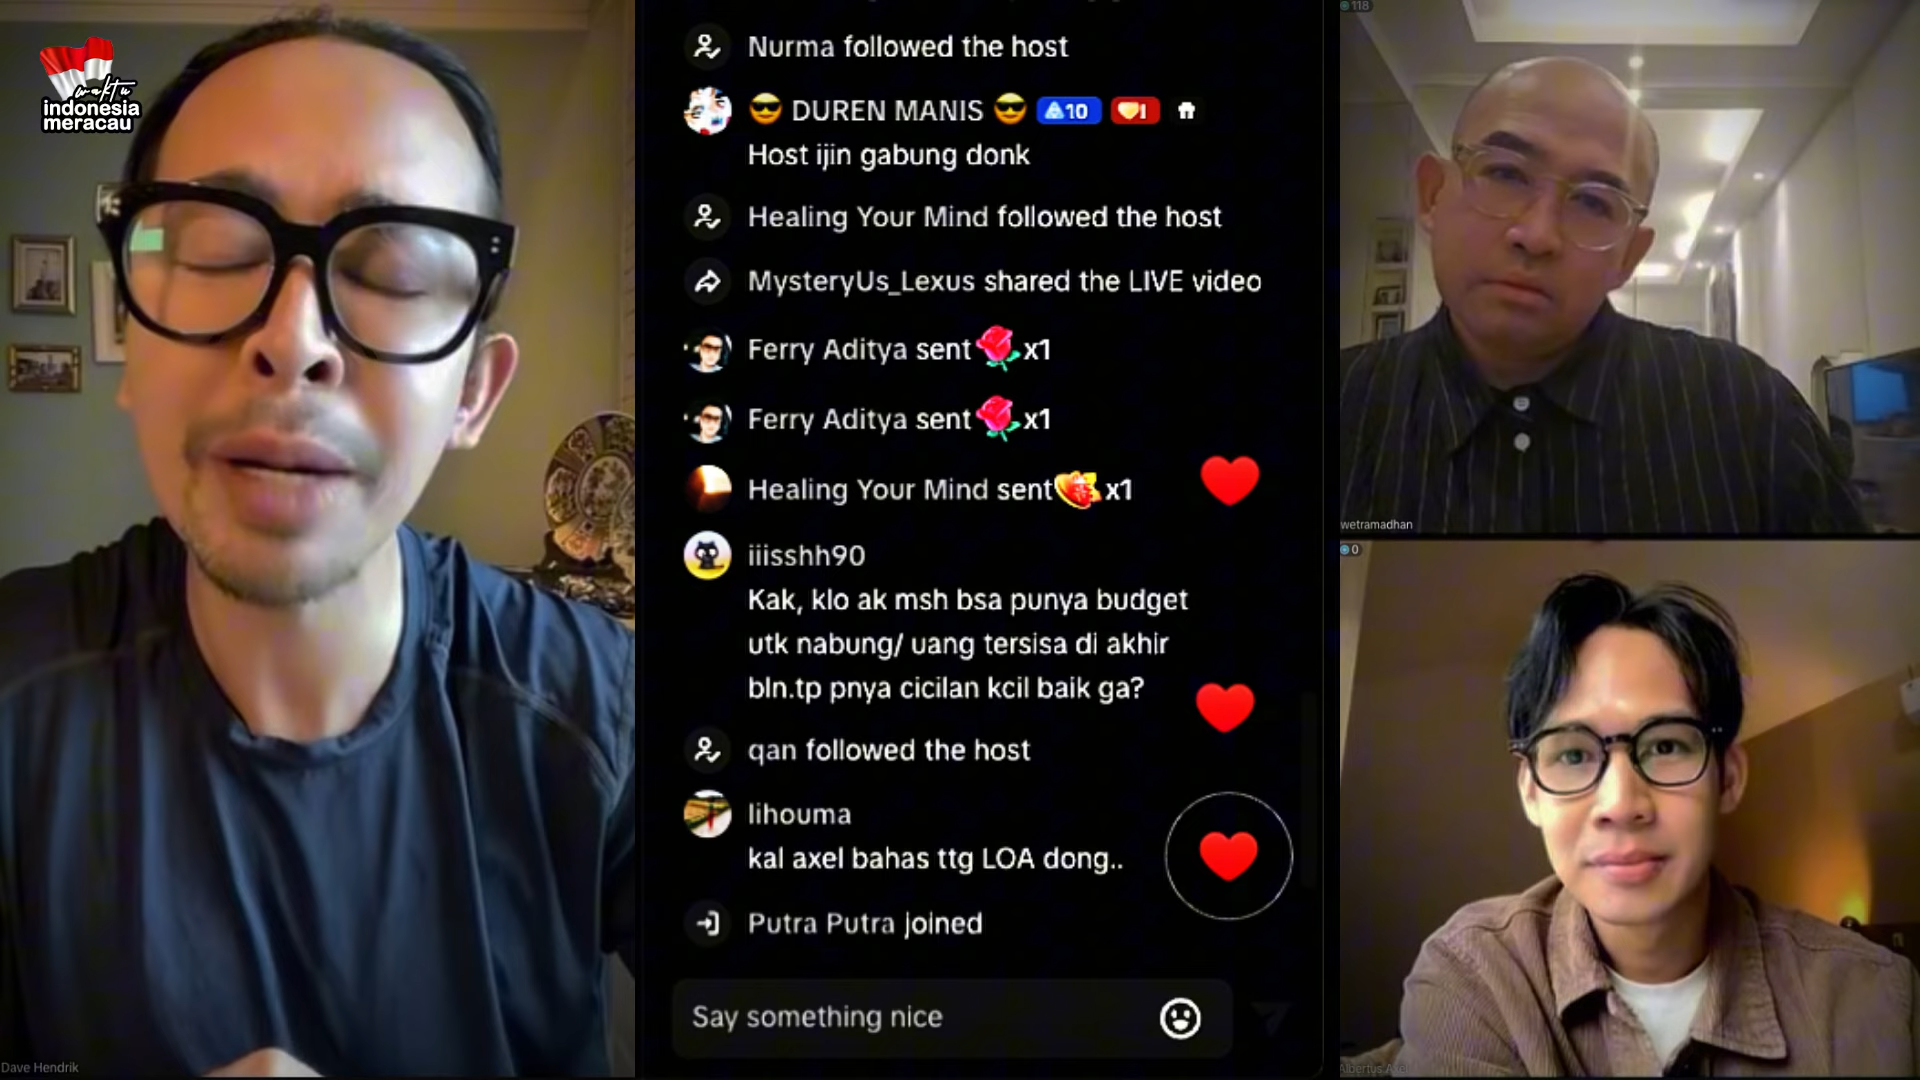 waktu
indonesia
meracau
Dave Hendrik
Nurma followed the host
😎 DUREN MANIS 😎 10 I
Host ijin gabung donk
Healing Your Mind followed the host
MysteryUs_Lexus shared the LIVE video
Ferry Aditya sent x1
Ferry Aditya sent x1
Healing Your Mind sent x1
iiisshh90
Kak, klo ak msh bsa punya budget
utk nabung/ uang tersisa di akhir
bln.tp pnya cicilan kcil baik ga?
qan followed the host
lihouma
kal axel bahas ttg LOA dong..
Putra Putra joined
Say something nice
118
wetramadhan
0
Albertus